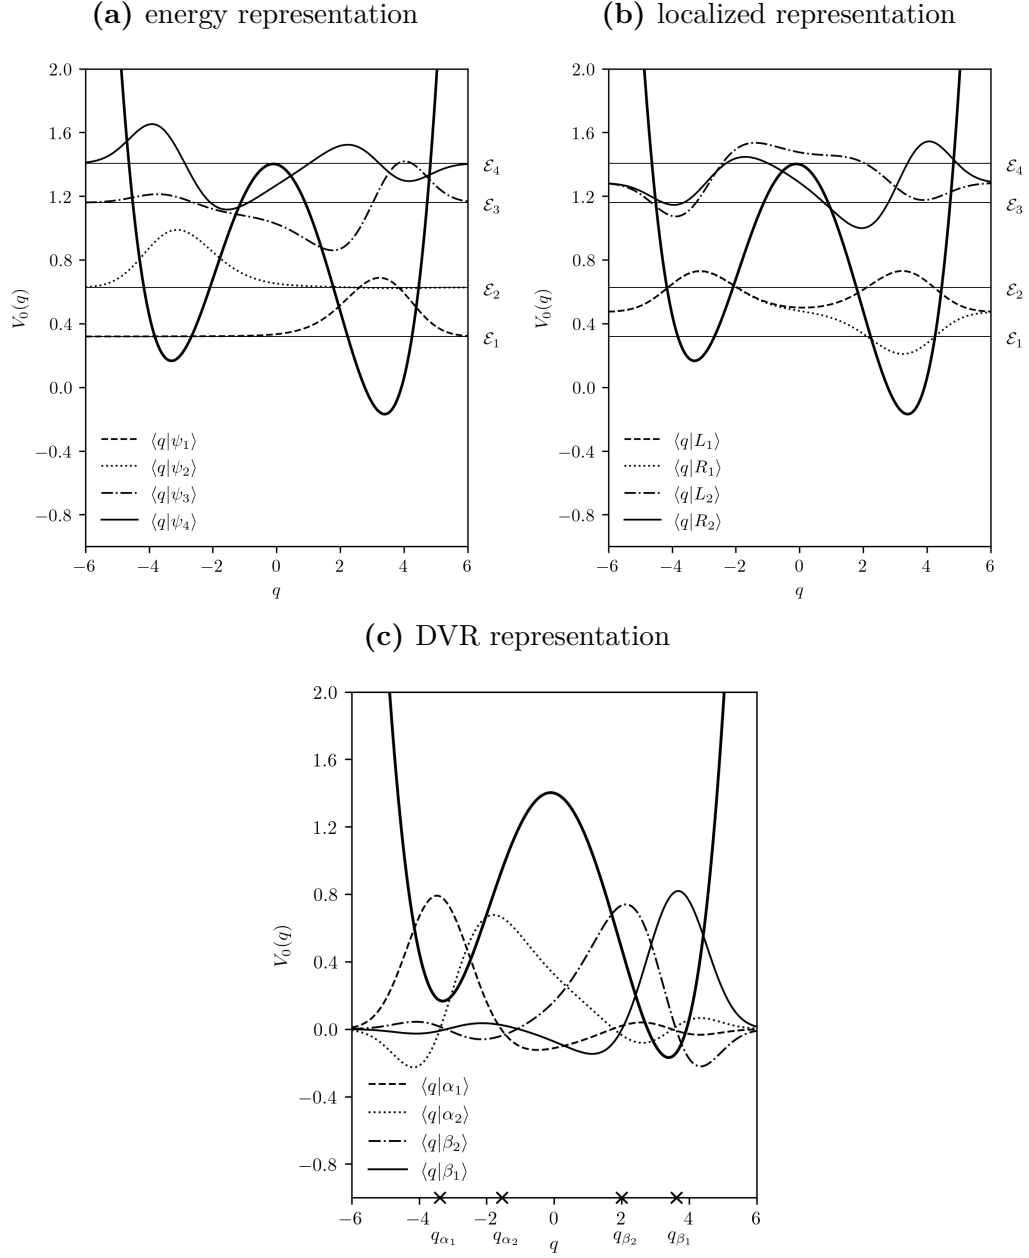 (a) energy representation
2.0
1.6
1.2
0.8
0.4
0.0
−0.4
−0.8
V₀(q)
ℰ₄
ℰ₃
ℰ₂
ℰ₁
⟨q|ψ₁⟩
⟨q|ψ₂⟩
⟨q|ψ₃⟩
⟨q|ψ₄⟩
−6 −4 −2 0 2 4 6
q
(b) localized representation
2.0
1.6
1.2
0.8
0.4
0.0
−0.4
−0.8
V₀(q)
ℰ₄
ℰ₃
ℰ₂
ℰ₁
⟨q|L₁⟩
⟨q|R₁⟩
⟨q|L₂⟩
⟨q|R₂⟩
−6 −4 −2 0 2 4 6
q
(c) DVR representation
2.0
1.6
1.2
0.8
0.4
0.0
−0.4
−0.8
V₀(q)
⟨q|α₁⟩
⟨q|α₂⟩
⟨q|β₂⟩
⟨q|β₁⟩
−6 −4 −2 0 2 4 6
q_α₁ q_α₂ q_β₂ q_β₁
q